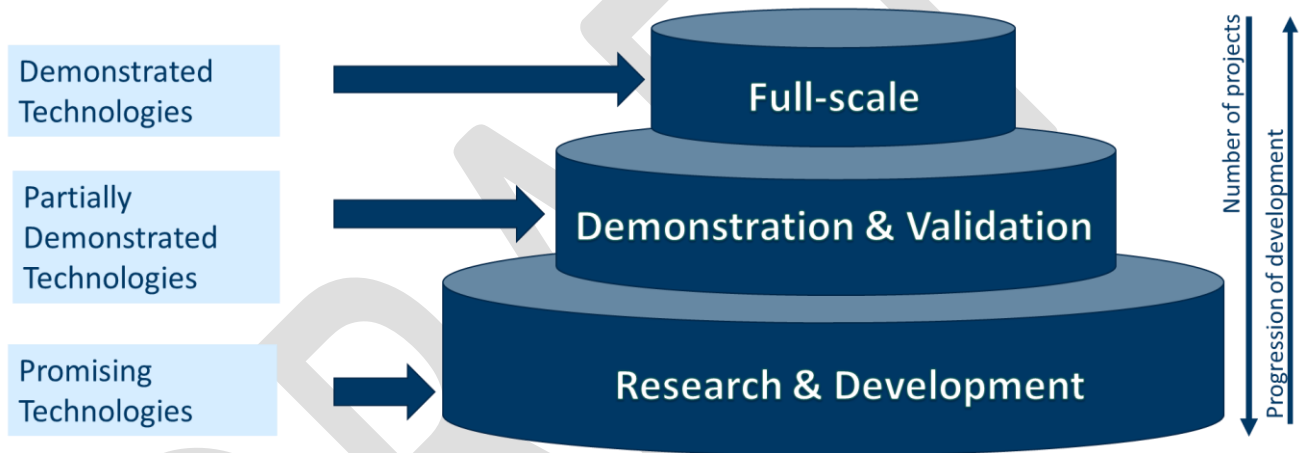 Demonstrated
Technologies
Full-scale
Partially
Demonstrated
Technologies
Demonstration & Validation
Promising
Technologies
Research & Development
Number of projects
Progression of development